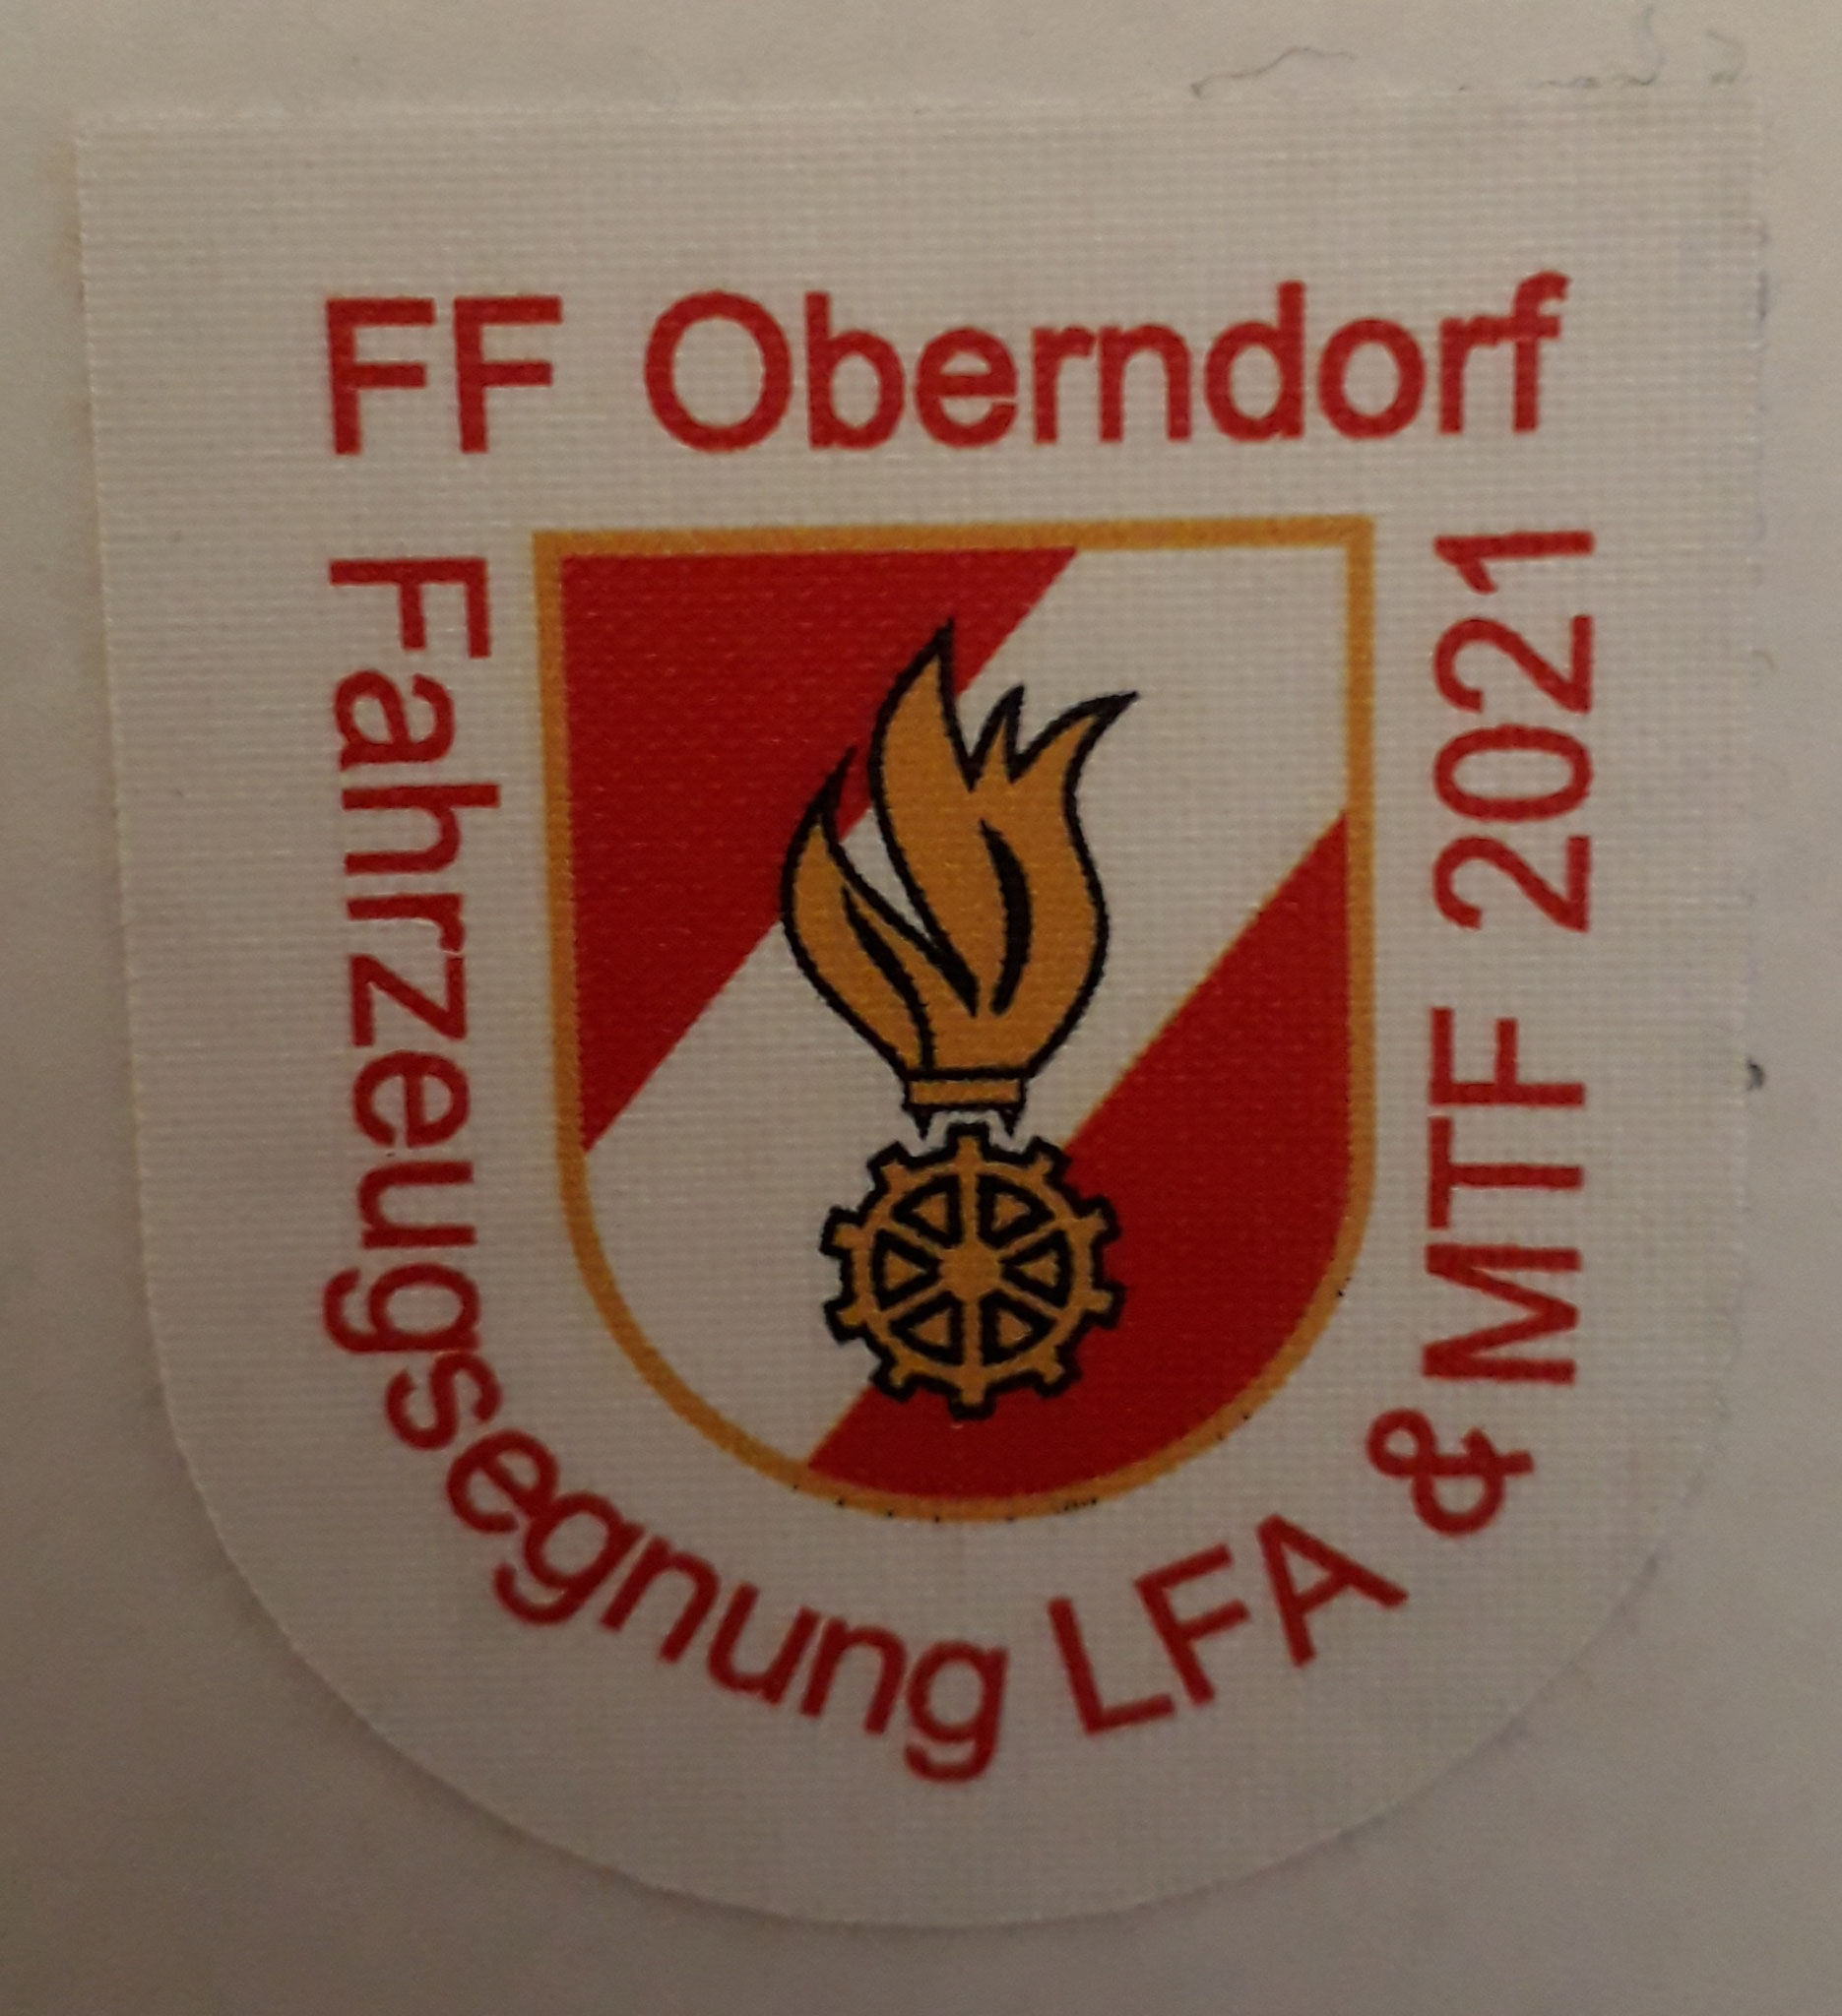 FF Oberndorf
Fahrzeugsegnung LFA & MTF 2021